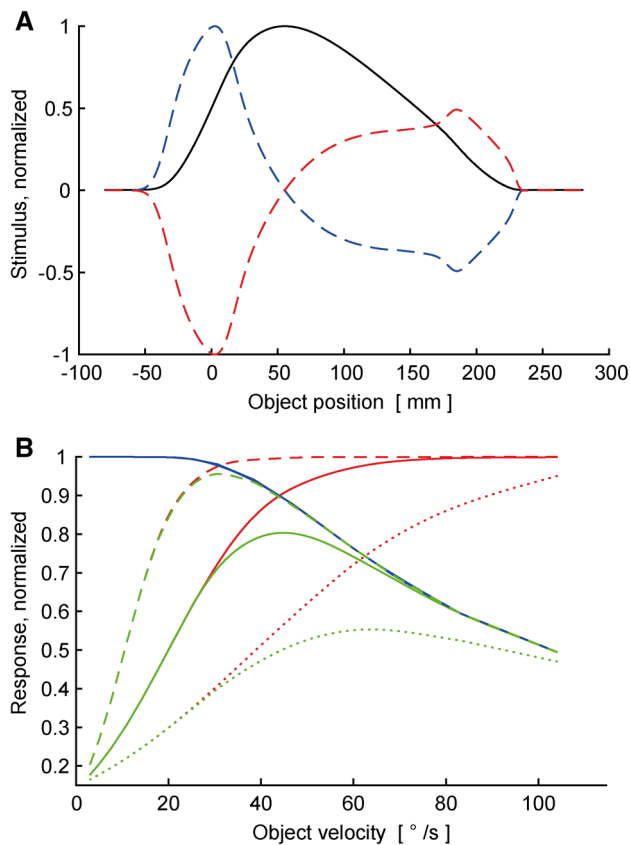 A
Stimulus, normalized
1
0.5
0
-0.5
-1
-100 -50 0 50 100 150 200 250 300
Object position [ mm ]
B
Response, normalized
1
0.9
0.8
0.7
0.6
0.5
0.4
0.3
0.2
0 20 40 60 80 100
Object velocity [ ° /s ]